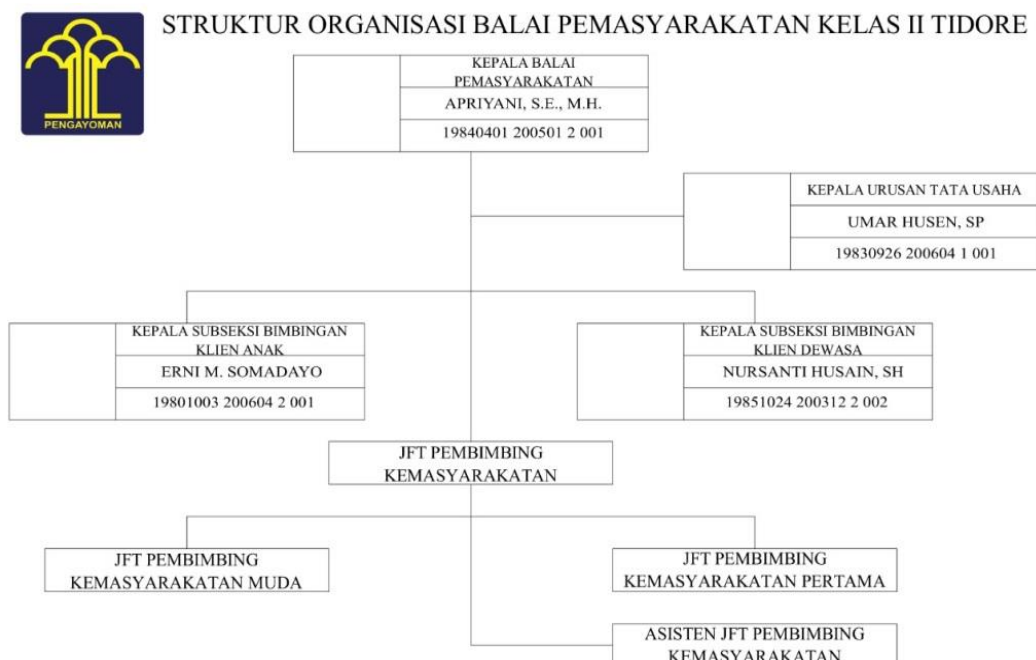 STRUKTUR ORGANISASI BALAI PEMASYARAKATAN KELAS II TIDORE
PENGAYOMAN
KEPALA BALAI
PEMASYARAKATAN
APRIYANI, S.E., M.H.
19840401 200501 2 001
KEPALA URUSAN TATA USAHA
UMAR HUSEN, SP
19830926 200604 1 001
KEPALA SUBSEKSI BIMBINGAN
KLIEN ANAK
ERNI M. SOMADAYO
19801003 200604 2 001
KEPALA SUBSEKSI BIMBINGAN
KLIEN DEWASA
NURSANTI HUSAIN, SH
19851024 200312 2 002
JFT PEMBIMBING
KEMASYARAKATAN
JFT PEMBIMBING
KEMASYARAKATAN MUDA
JFT PEMBIMBING
KEMASYARAKATAN PERTAMA
ASISTEN JFT PEMBIMBING
KEMASYARAKATAN